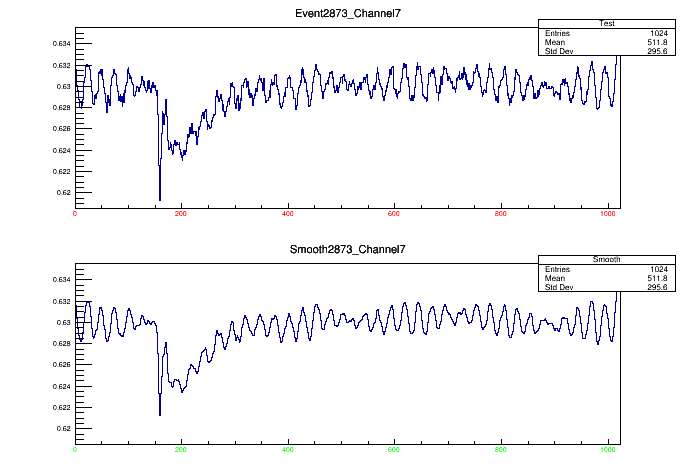 Event2873_Channel7
Test
Entries 1024
Mean 511.8
Std Dev 295.6
0.634
0.632
0.63
0.628
0.626
0.624
0.622
0.62
0 200 400 600 800 1000
Smooth2873_Channel7
Smooth
Entries 1024
Mean 511.8
Std Dev 295.6
0.634
0.632
0.63
0.628
0.626
0.624
0.622
0.62
0 200 400 600 800 1000